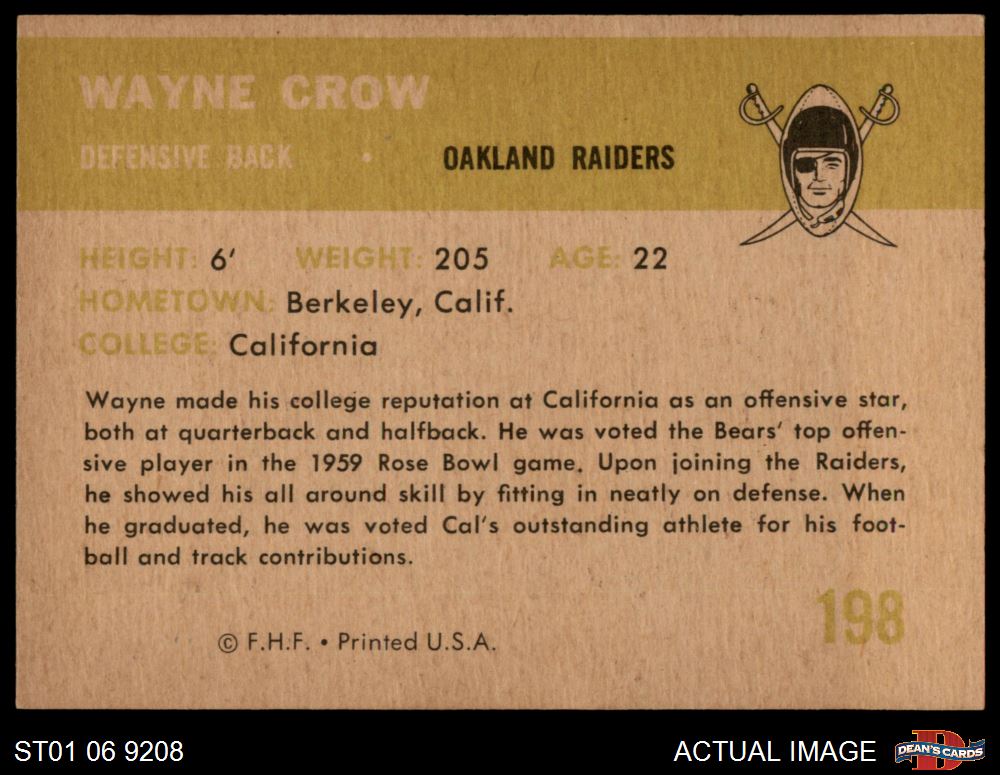 WAYNE CROW
DEFENSIVE BACK • OAKLAND RAIDERS
HEIGHT: 6' WEIGHT: 205 AGE: 22
HOMETOWN: Berkeley, Calif.
COLLEGE: California
Wayne made his college reputation at California as an offensive star,
both at quarterback and halfback. He was voted the Bears' top offen-
sive player in the 1959 Rose Bowl game. Upon joining the Raiders,
he showed his all around skill by fitting in neatly on defense. When
he graduated, he was voted Cal's outstanding athlete for his foot-
ball and track contributions.
198
© F.H.F. • Printed U.S.A.
ST01 06 9208
ACTUAL IMAGE
D
DEAN'S CARDS